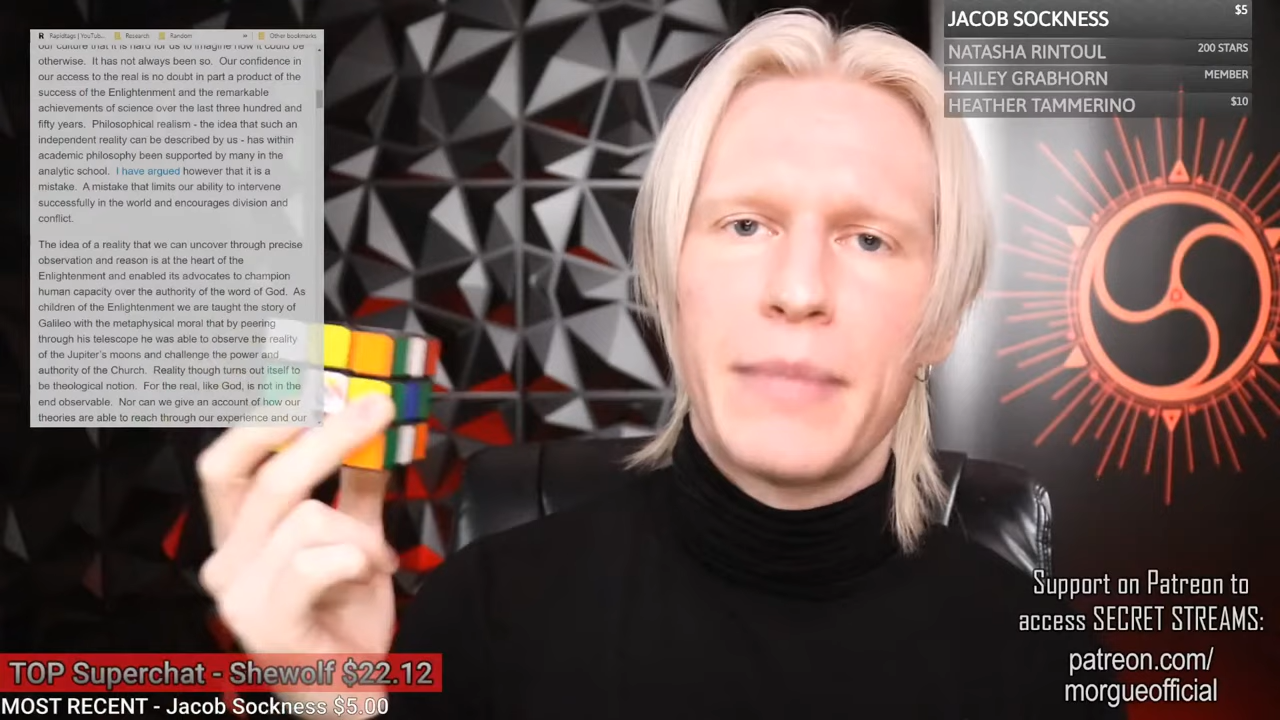 Rapidtags | YouTub...
Research
Random
»
Other bookmarks
our culture that it is hard for us to imagine how it could be
otherwise. It has not always been so. Our confidence in
our access to the real is no doubt in part a product of the
success of the Enlightenment and the remarkable
achievements of science over the last three hundred and
fifty years. Philosophical realism - the idea that such an
independent reality can be described by us - has within
academic philosophy been supported by many in the
analytic school. I have argued however that it is a
mistake. A mistake that limits our ability to intervene
successfully in the world and encourages division and
conflict.
The idea of a reality that we can uncover through precise
observation and reason is at the heart of the
Enlightenment and enabled its advocates to champion
human capacity over the authority of the word of God. As
children of the Enlightenment we are taught the story of
Galileo with the metaphysical moral that by peering
through his telescope he was able to observe the reality
of the Jupiter's moons and challenge the power and
authority of the Church. Reality though turns out itself to
be theological notion. For the real, like God, is not in the
end observable. Nor can we give an account of how our
theories are able to reach through our experience and our
JACOB SOCKNESS $5
NATASHA RINTOUL 200 STARS
HAILEY GRABHORN MEMBER
HEATHER TAMMERINO $10
Support on Patreon to
access SECRET STREAMS:
patreon.com/
morgueofficial
TOP Superchat - Shewolf $22.12
MOST RECENT - Jacob Sockness $5.00